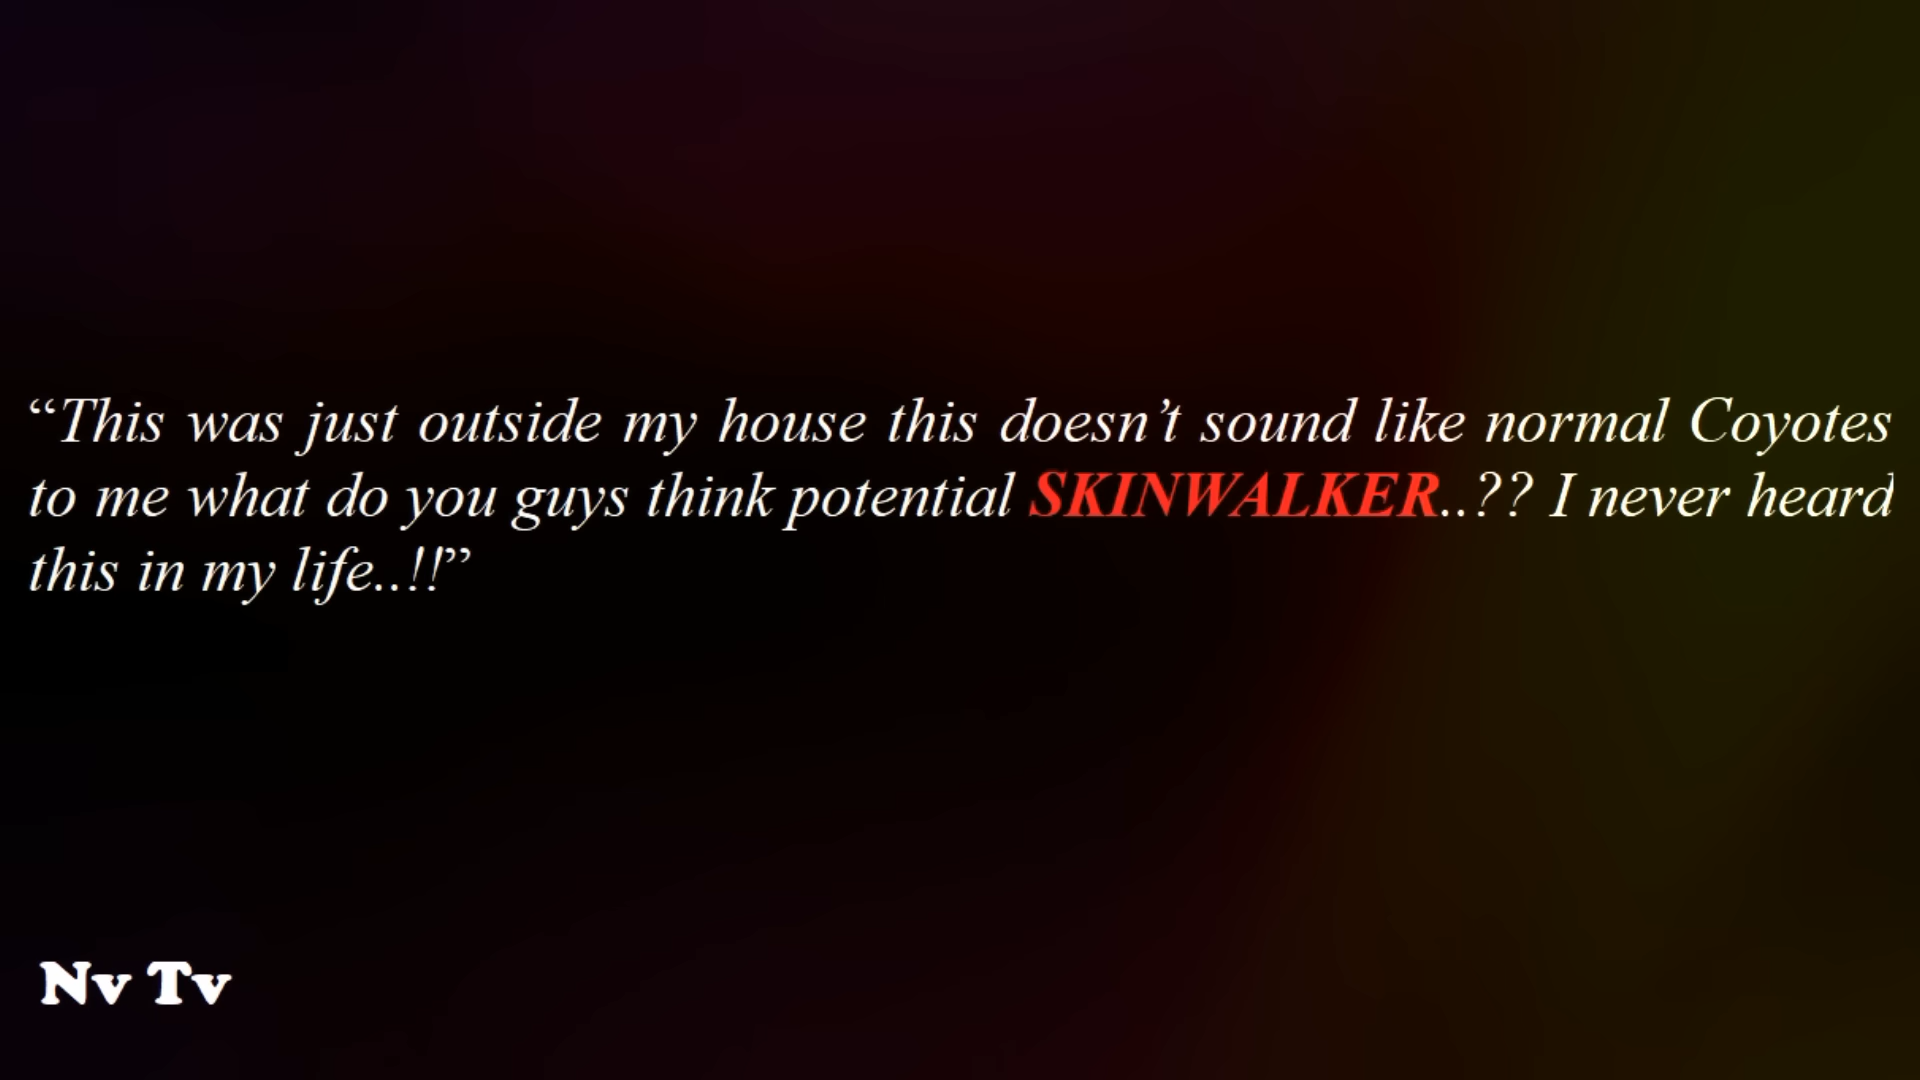 “This was just outside my house this doesn’t sound like normal Coyotes
to me what do you guys think potential SKINWALKER..?? I never heard
this in my life..!!”
Nv Tv